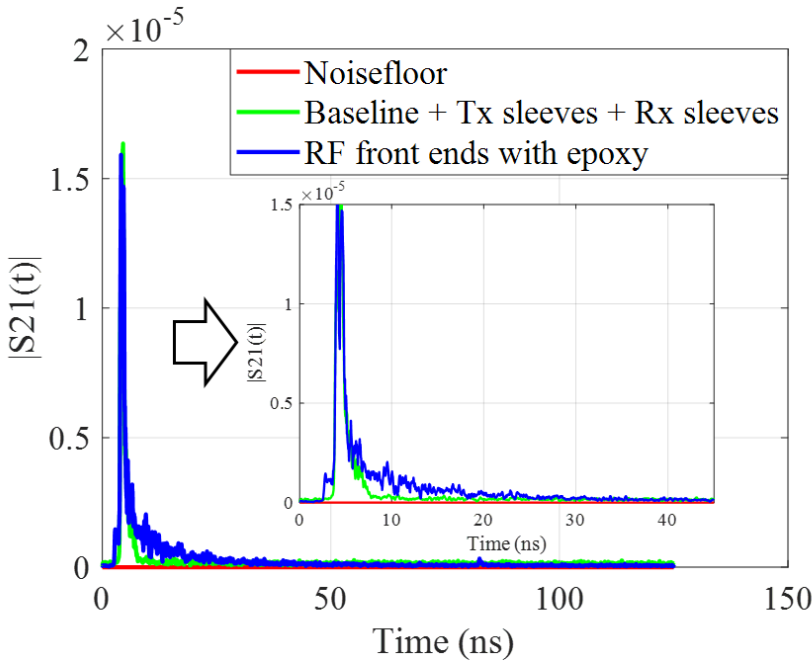 ×10⁻⁵
2
1.5
1
0.5
0
|S21(t)|
Noisefloor
Baseline + Tx sleeves + Rx sleeves
RF front ends with epoxy
×10⁻⁵
1.5
1
0.5
0
|S21(t)|
0 10 20 30 40
Time (ns)
0 50 100 150
Time (ns)